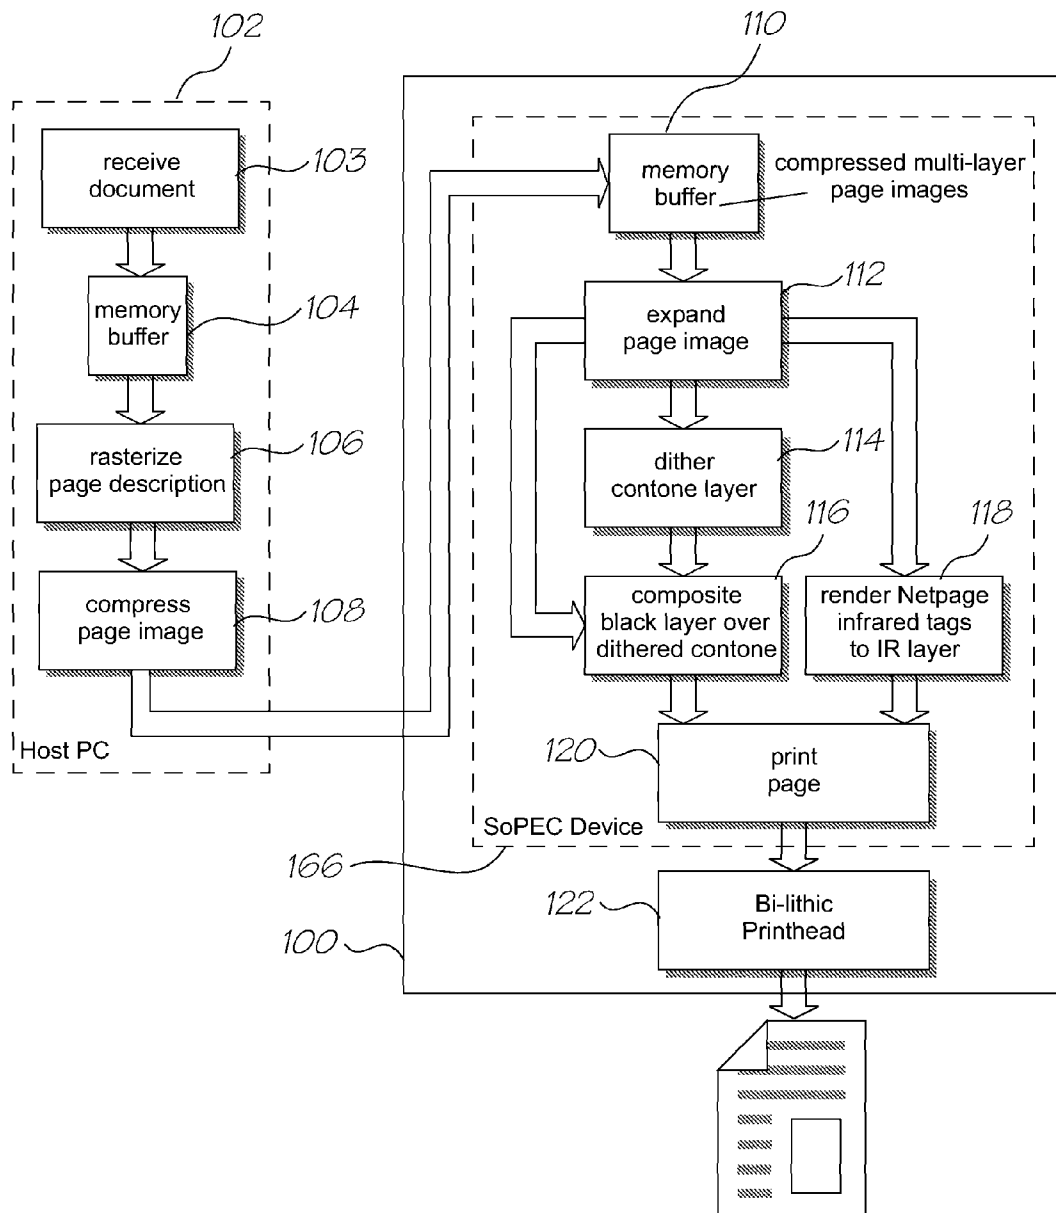 102
110
receive
document
103
memory
buffer
compressed multi-layer
page images
memory
buffer
104
expand
page image
112
rasterize
page description
106
dither
contone layer
114
116
118
compress
page image
108
composite
black layer over
dithered contone
render Netpage
infrared tags
to IR layer
Host PC
120
print
page
SoPEC Device
166
122
Bi-lithic
Printhead
100